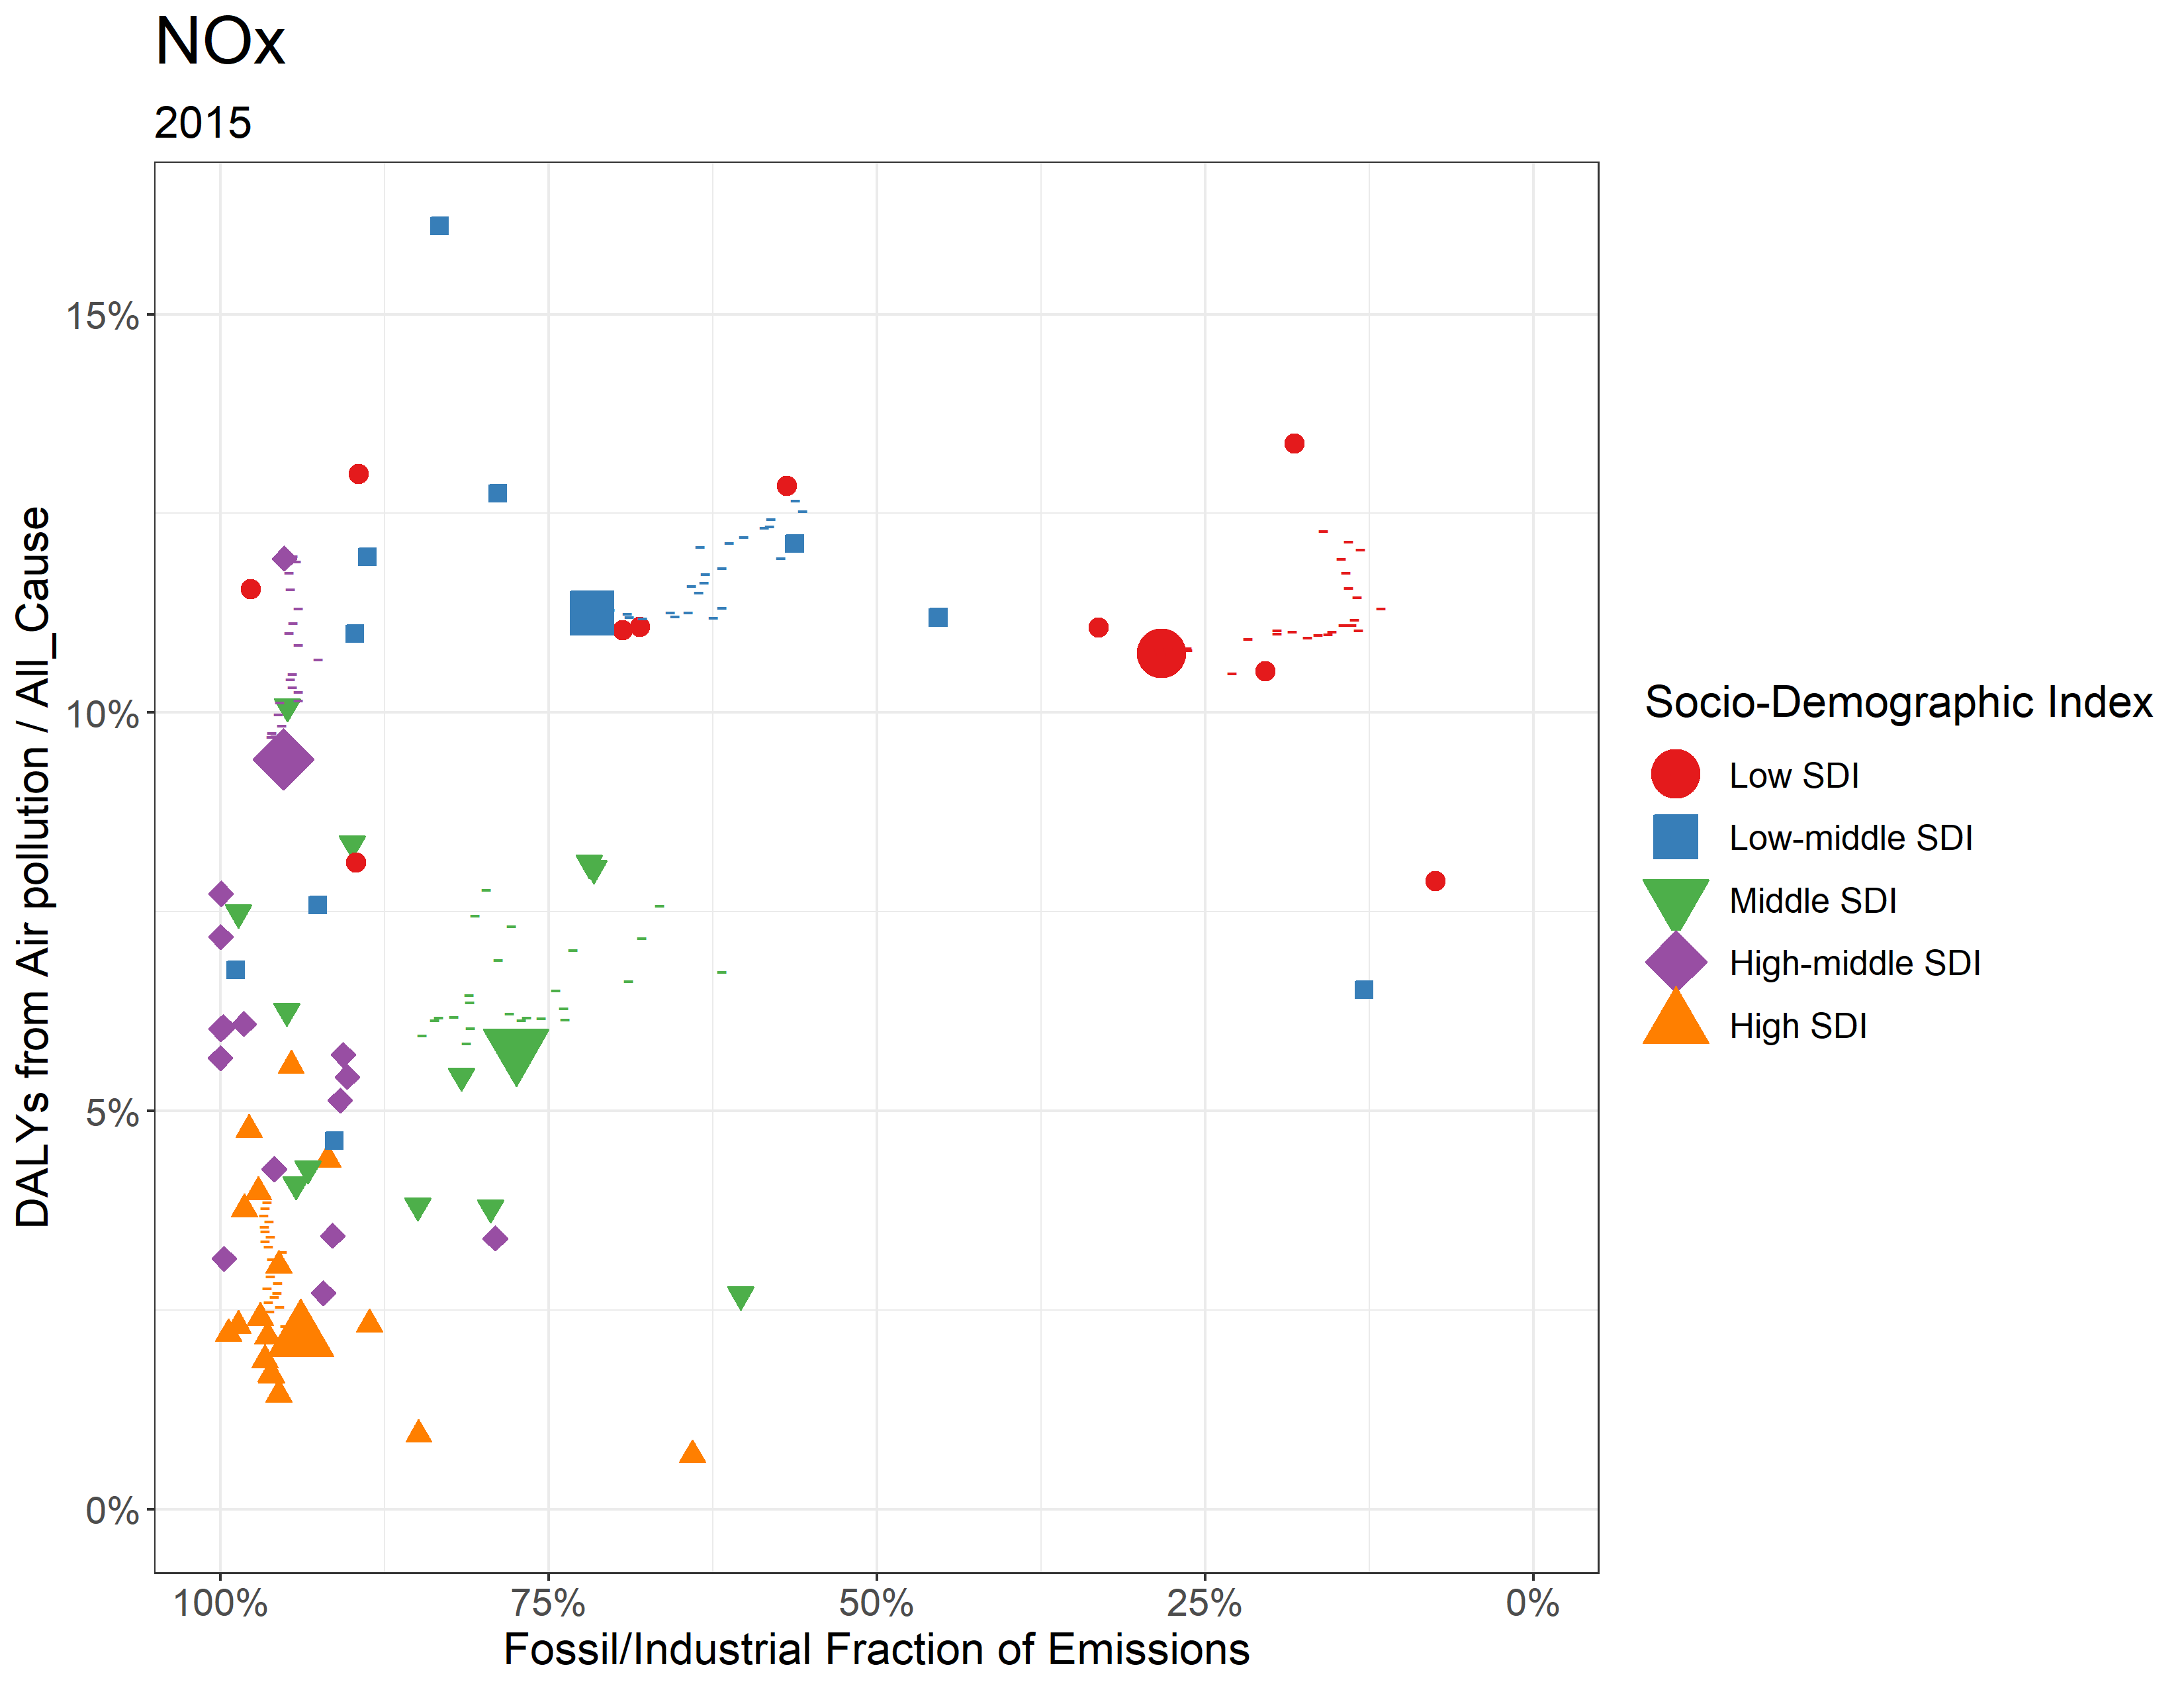 NOx
2015
DALYs from Air pollution / All_Cause
15%
10%
5%
0%
100%
75%
50%
25%
0%
Fossil/Industrial Fraction of Emissions
Socio-Demographic Index
Low SDI
Low-middle SDI
Middle SDI
High-middle SDI
High SDI